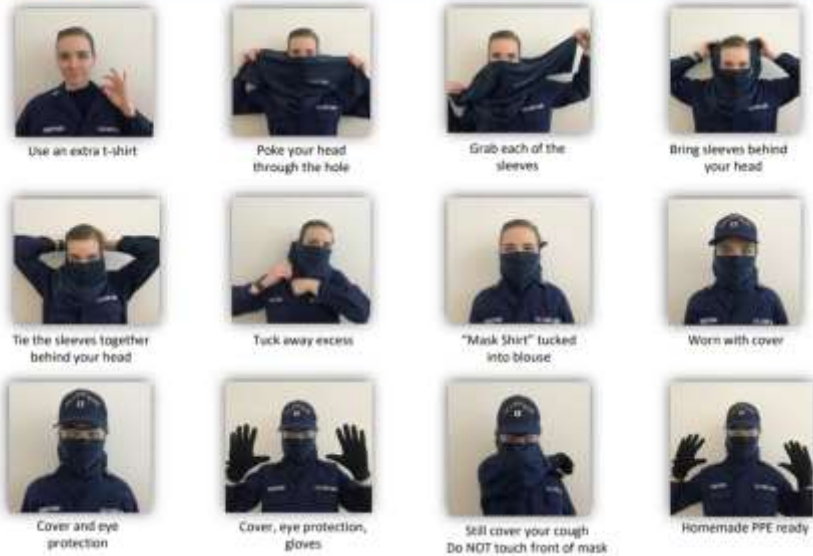 Use an extra t-shirt
Poke your head
through the hole
Grab each of the
sleeves
Bring sleeves behind
your head
Tie the sleeves together
behind your head
Tuck away excess
"Mask Shirt" tucked
into blouse
Worn with cover
Cover and eye
protection
Cover, eye protection,
gloves
Still cover your cough
Do NOT touch front of mask
Homemade PPE ready